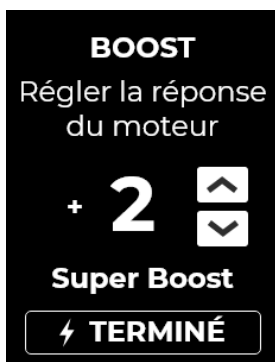 BOOST
Régler la réponse
du moteur
+ 2
Super Boost
TERMINÉ